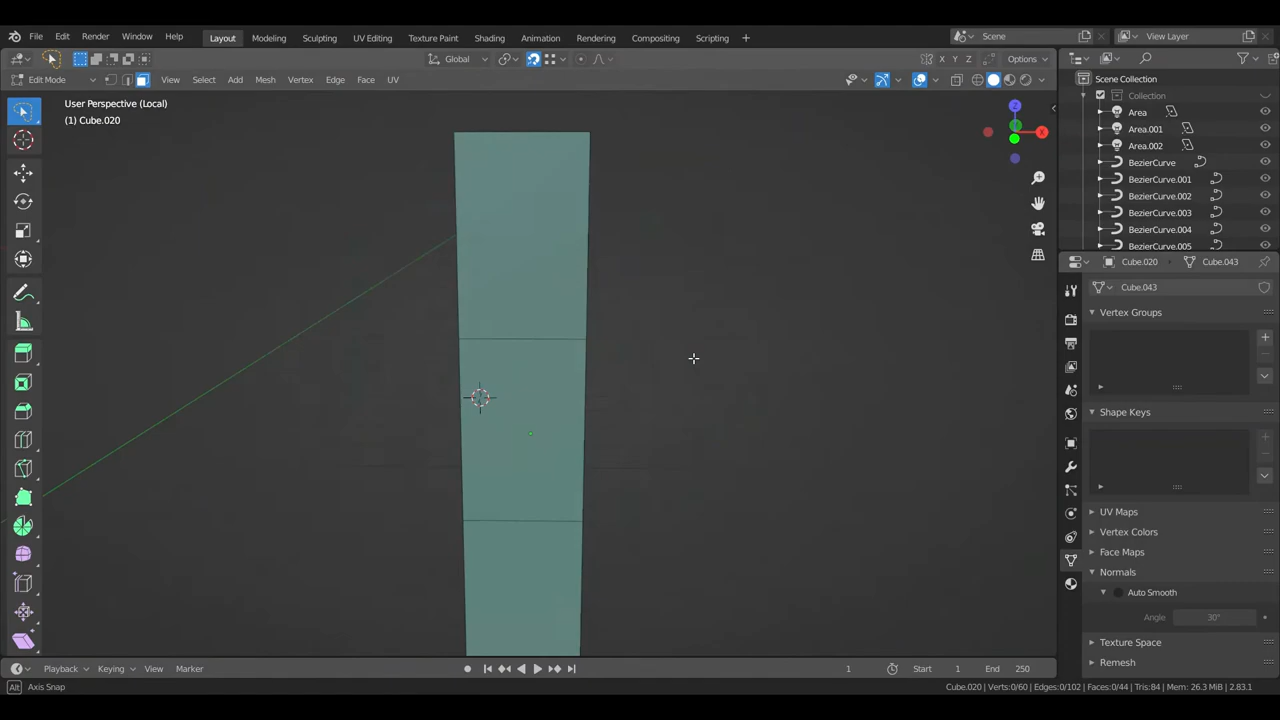 File Edit Render Window Help Layout Modeling Sculpting UV Editing Texture Paint Shading Animation Rendering Compositing Scripting + Scene View Layer
Global X Y Z Options
Edit Mode View Select Add Mesh Vertex Edge Face UV
User Perspective (Local)
(1) Cube.020
Z
X
Scene Collection
Collection
Area
Area.001
Area.002
BezierCurve
BezierCurve.001
BezierCurve.002
BezierCurve.003
BezierCurve.004
BezierCurve.005
Cube.020 Cube.043
Cube.043
Vertex Groups
Shape Keys
UV Maps
Vertex Colors
Face Maps
Normals
Auto Smooth
Angle 30°
Texture Space
Remesh
Playback Keying View Marker 1 Start 1 End 250
Alt Axis Snap Cube.020 | Verts:0/60 | Edges:0/102 | Faces:0/44 | Tris:84 | Mem: 26.3 MiB | 2.83.1